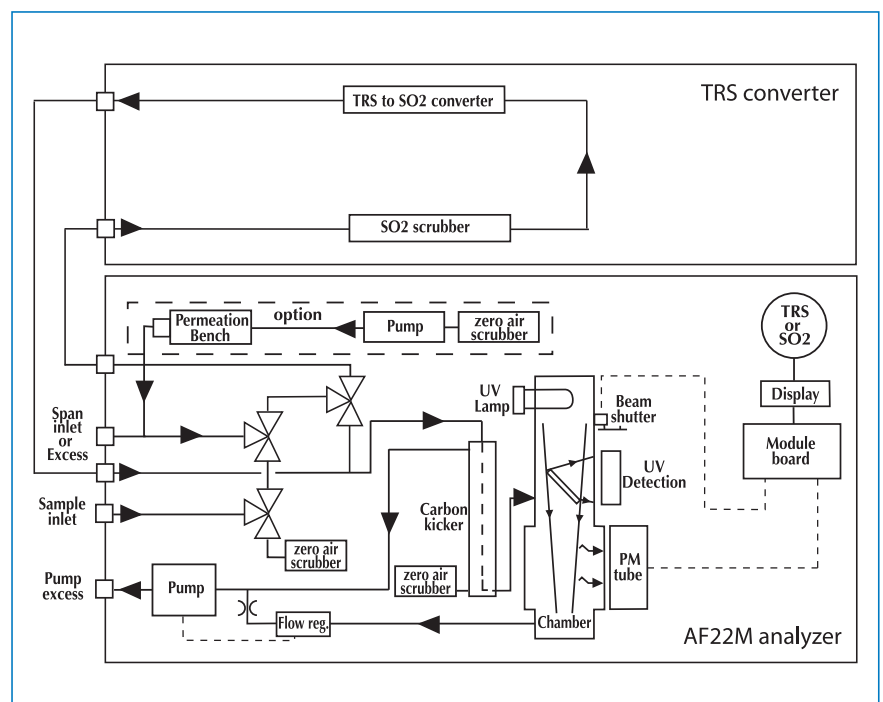 TRS converter
TRS to SO2 converter
SO2 scrubber
option
Permeation
Bench
Pump
zero air
scrubber
TRS
or
SO2
Display
Module
board
UV
Lamp
Beam
shutter
UV
Detection
Span
inlet
or
Excess
Sample
inlet
Carbon
kicker
zero air
scrubber
zero air
scrubber
PM
tube
Pump
excess
Pump
Flow reg.
Chamber
AF22M analyzer